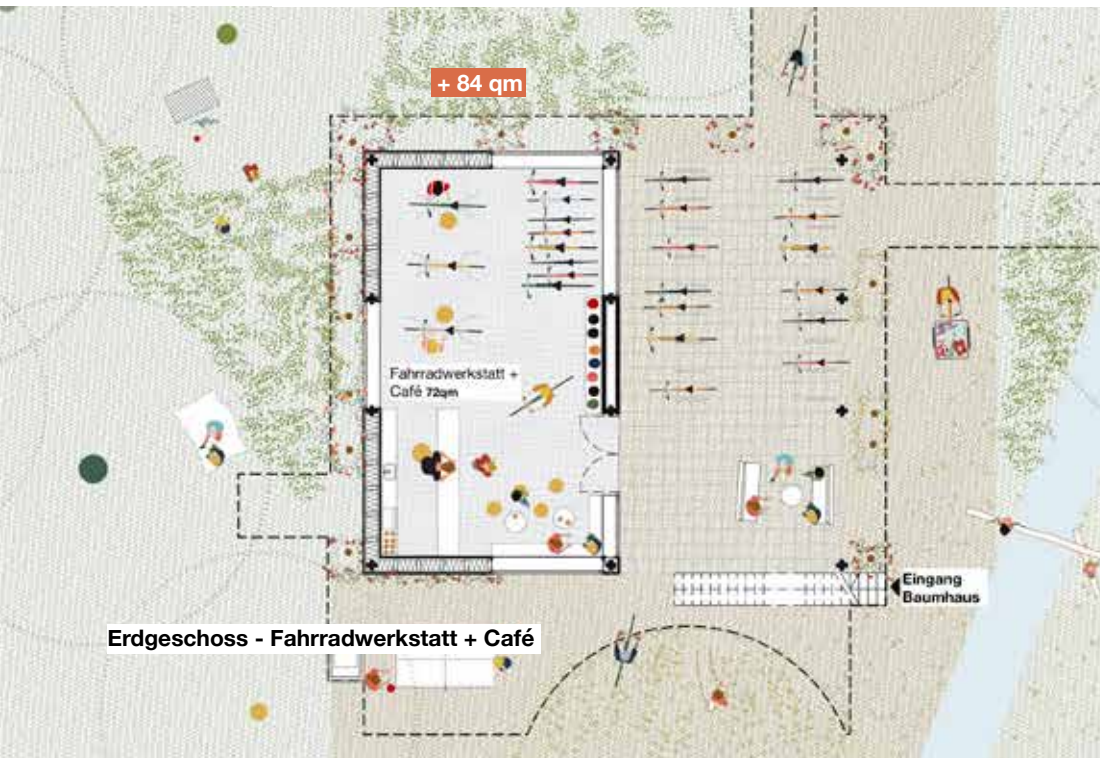 + 84 qm
Fahrradwerkstatt +
Café 72qm
Eingang
Baumhaus
Erdgeschoss - Fahrradwerkstatt + Café